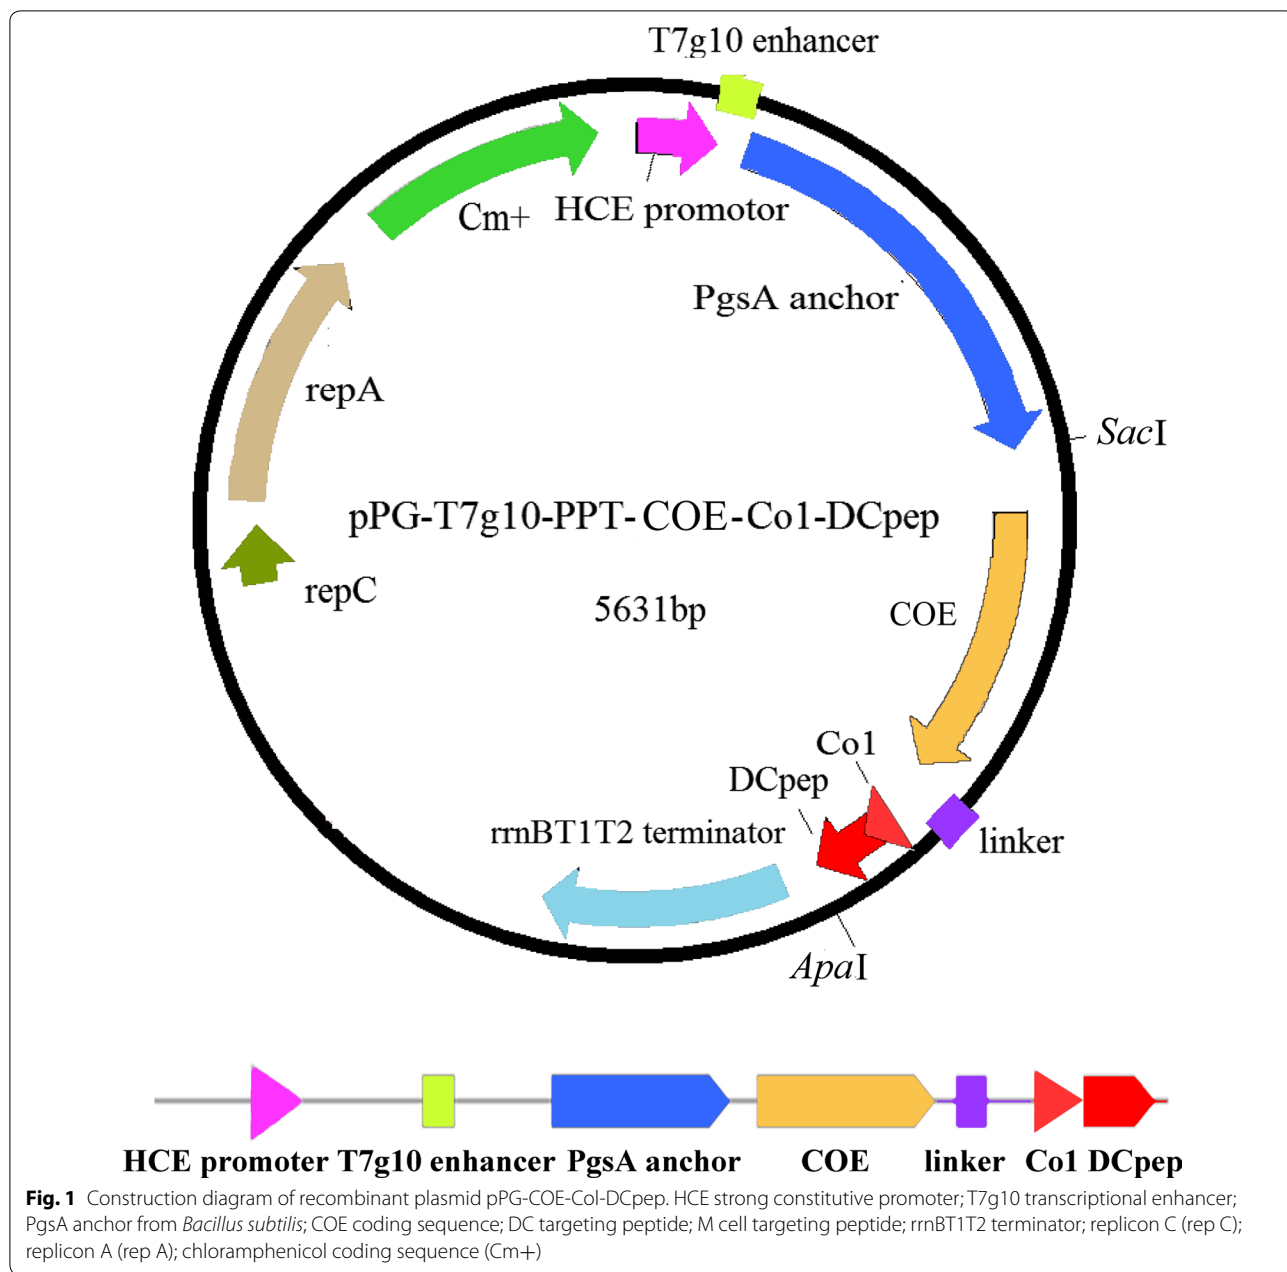 T7g10 enhancer
Cm+
HCE promotor
PgsA anchor
repA
SacI
pPG-T7g10-PPT-COE-Co1-DCpep
repC
5631bp
COE
Co1
DCpep
rrnBT1T2 terminator
linker
ApaI
HCE promoter T7g10 enhancer PgsA anchor COE linker Co1 DCpep
Fig. 1 Construction diagram of recombinant plasmid pPG-COE-Col-DCpep. HCE strong constitutive promoter; T7g10 transcriptional enhancer;
PgsA anchor from Bacillus subtilis; COE coding sequence; DC targeting peptide; M cell targeting peptide; rrnBT1T2 terminator; replicon C (rep C);
replicon A (rep A); chloramphenicol coding sequence (Cm+)